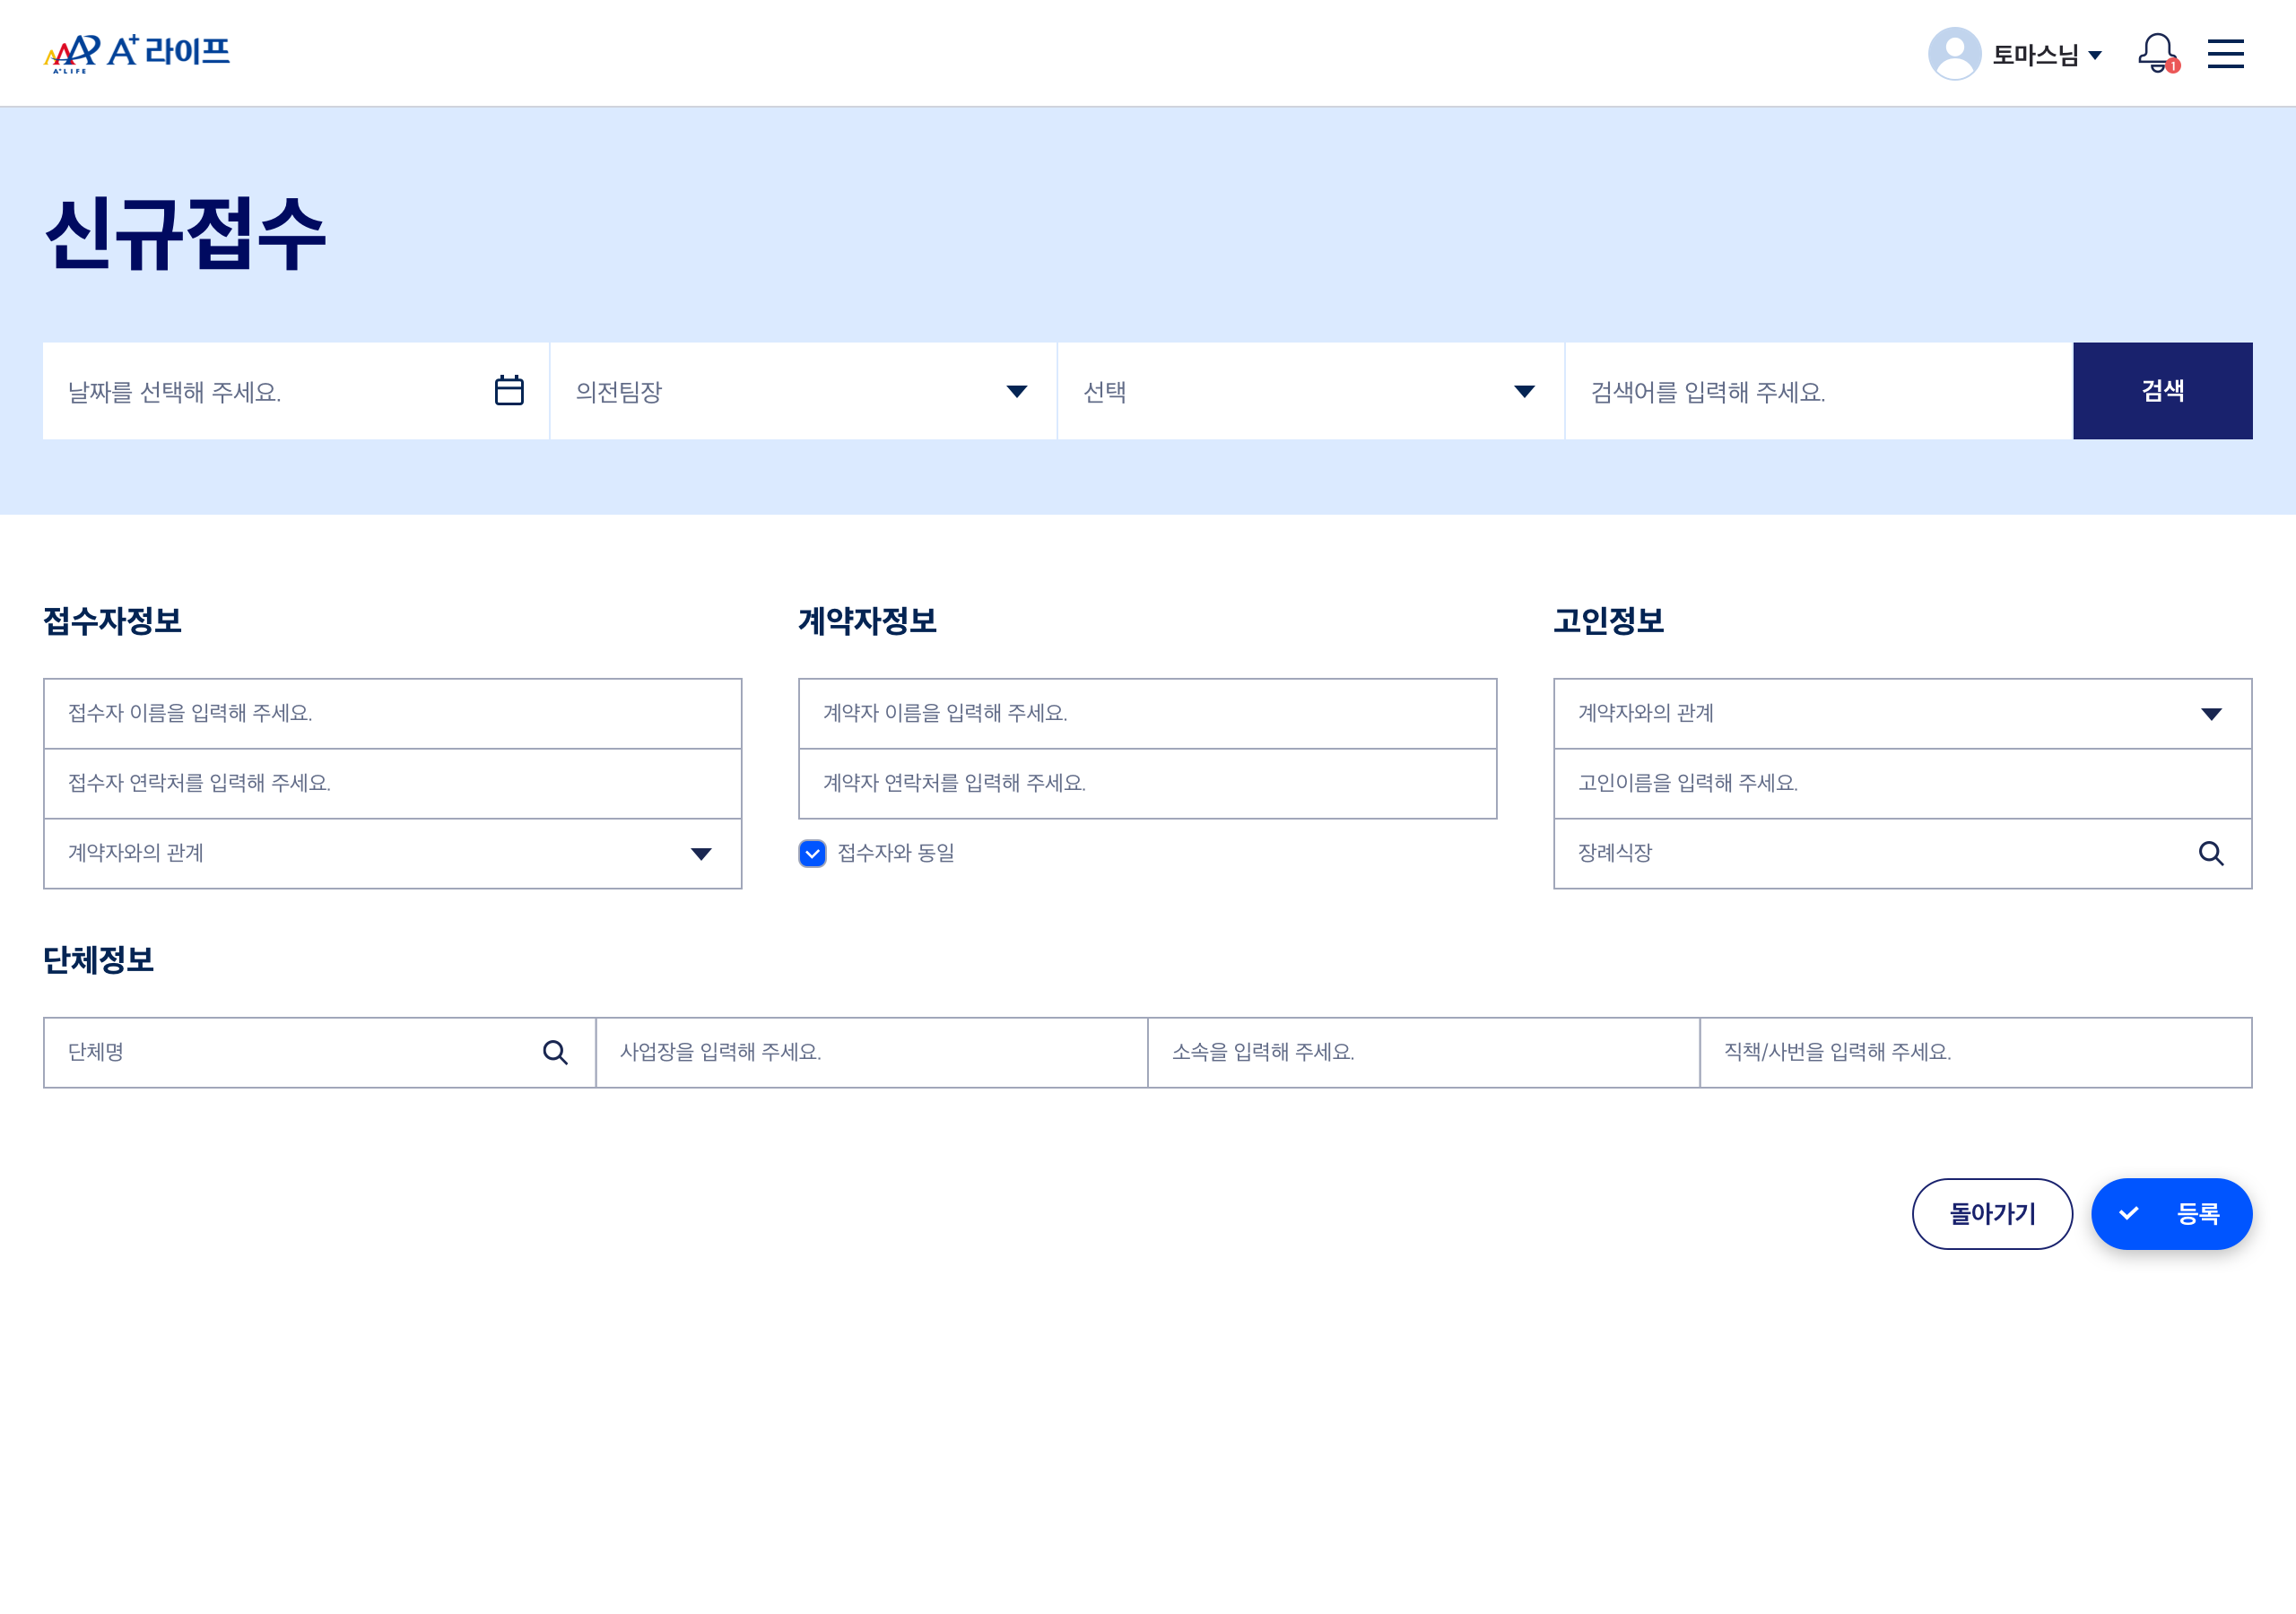 A+ 라이프
A+ LIFE
토마스님
1
신규접수
날짜를 선택해 주세요.
의전팀장
선택
검색어를 입력해 주세요.
검색
접수자정보
접수자 이름을 입력해 주세요.
접수자 연락처를 입력해 주세요.
계약자와의 관계
계약자정보
계약자 이름을 입력해 주세요.
계약자 연락처를 입력해 주세요.
접수자와 동일
고인정보
계약자와의 관계
고인이름을 입력해 주세요.
장례식장
단체정보
단체명
사업장을 입력해 주세요.
소속을 입력해 주세요.
직책/사번을 입력해 주세요.
돌아가기
등록